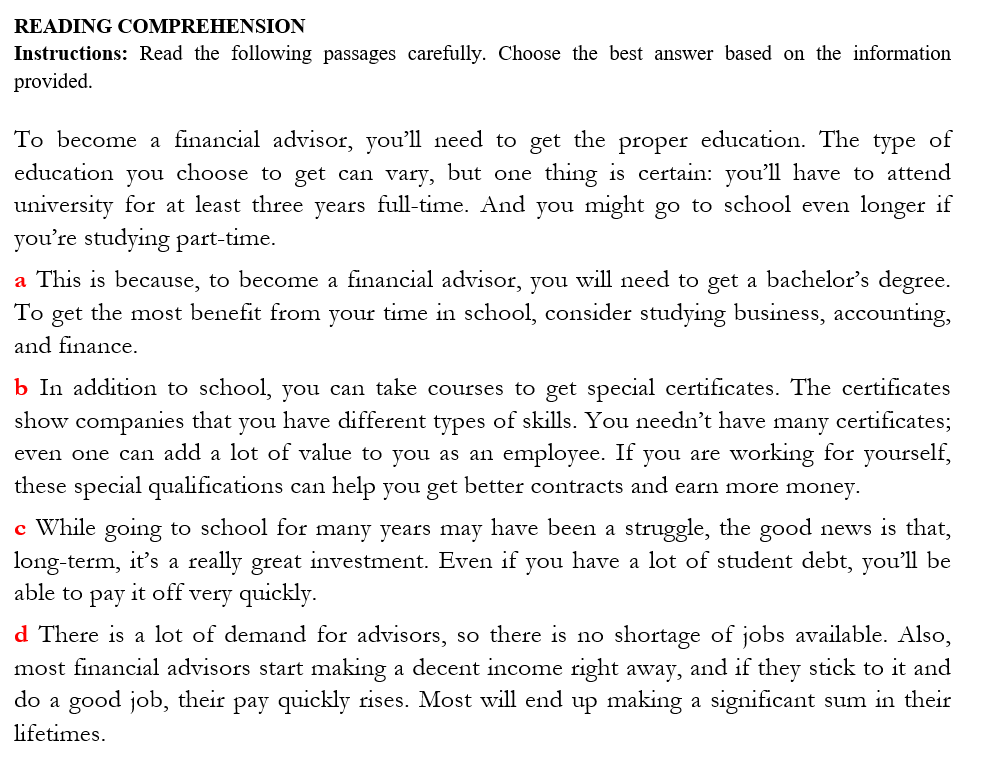 READING COMPREHENSION
Instructions: Read the following passages carefully. Choose the best answer based on the information
provided.
To become a financial advisor, you’ll need to get the proper education. The type of
education you choose to get can vary, but one thing is certain: you’ll have to attend
university for at least three years full-time. And you might go to school even longer if
you’re studying part-time.
a This is because, to become a financial advisor, you will need to get a bachelor’s degree.
To get the most benefit from your time in school, consider studying business, accounting,
and finance.
b In addition to school, you can take courses to get special certificates. The certificates
show companies that you have different types of skills. You needn’t have many certificates;
even one can add a lot of value to you as an employee. If you are working for yourself,
these special qualifications can help you get better contracts and earn more money.
c While going to school for many years may have been a struggle, the good news is that,
long-term, it’s a really great investment. Even if you have a lot of student debt, you’ll be
able to pay it off very quickly.
d There is a lot of demand for advisors, so there is no shortage of jobs available. Also,
most financial advisors start making a decent income right away, and if they stick to it and
do a good job, their pay quickly rises. Most will end up making a significant sum in their
lifetimes.